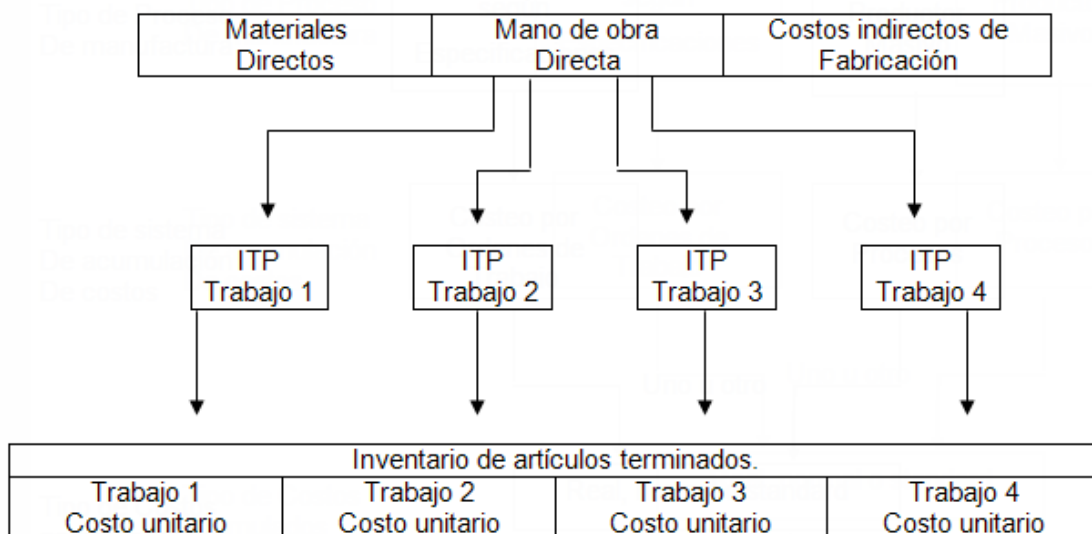 Materiales
Directos
Mano de obra
Directa
Costos indirectos de
Fabricación
ITP
Trabajo 1
ITP
Trabajo 2
ITP
Trabajo 3
ITP
Trabajo 4
Inventario de artículos terminados.
Trabajo 1
Costo unitario
Trabajo 2
Costo unitario
Trabajo 3
Costo unitario
Trabajo 4
Costo unitario